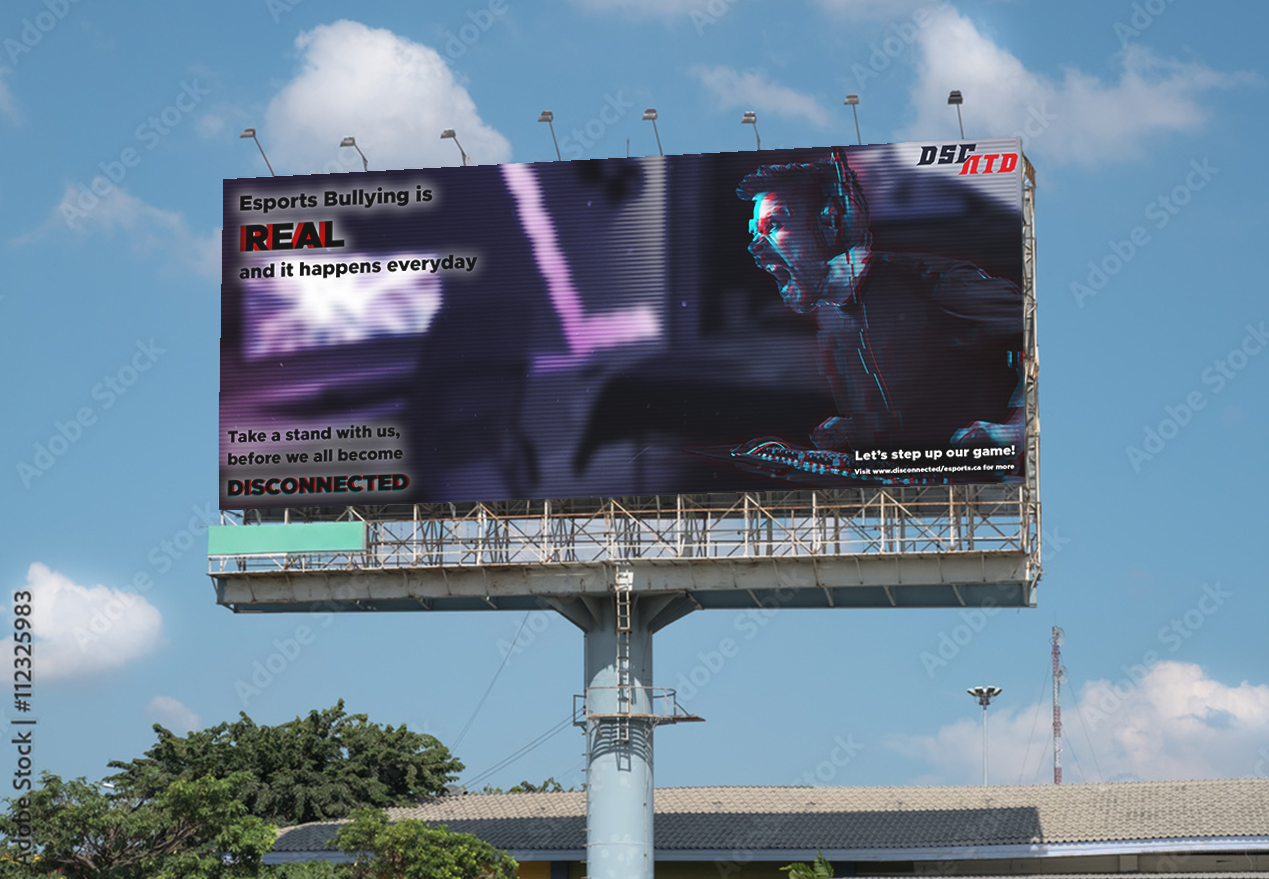 Esports Bullying is
REAL
and it happens everyday
DSC
NTD
Take a stand with us,
before we all become
DISCONNECTED
Let's step up our game!
Visit www.disconnected/esports.ca for more
Adobe Stock | #112325983
Adobe Stock